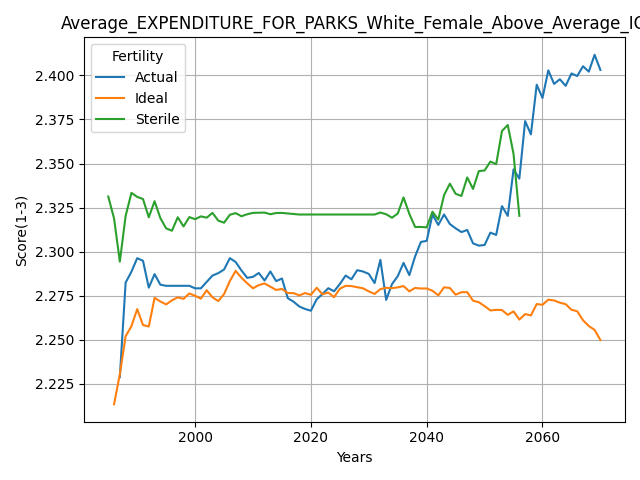 Average_EXPENDITURE_FOR_PARKS_White_Female_Above_Average_IQ
Fertility
Actual
Ideal
Sterile
Score(1-3)
2.400
2.375
2.350
2.325
2.300
2.275
2.250
2.225
2000
2020
2040
2060
Years